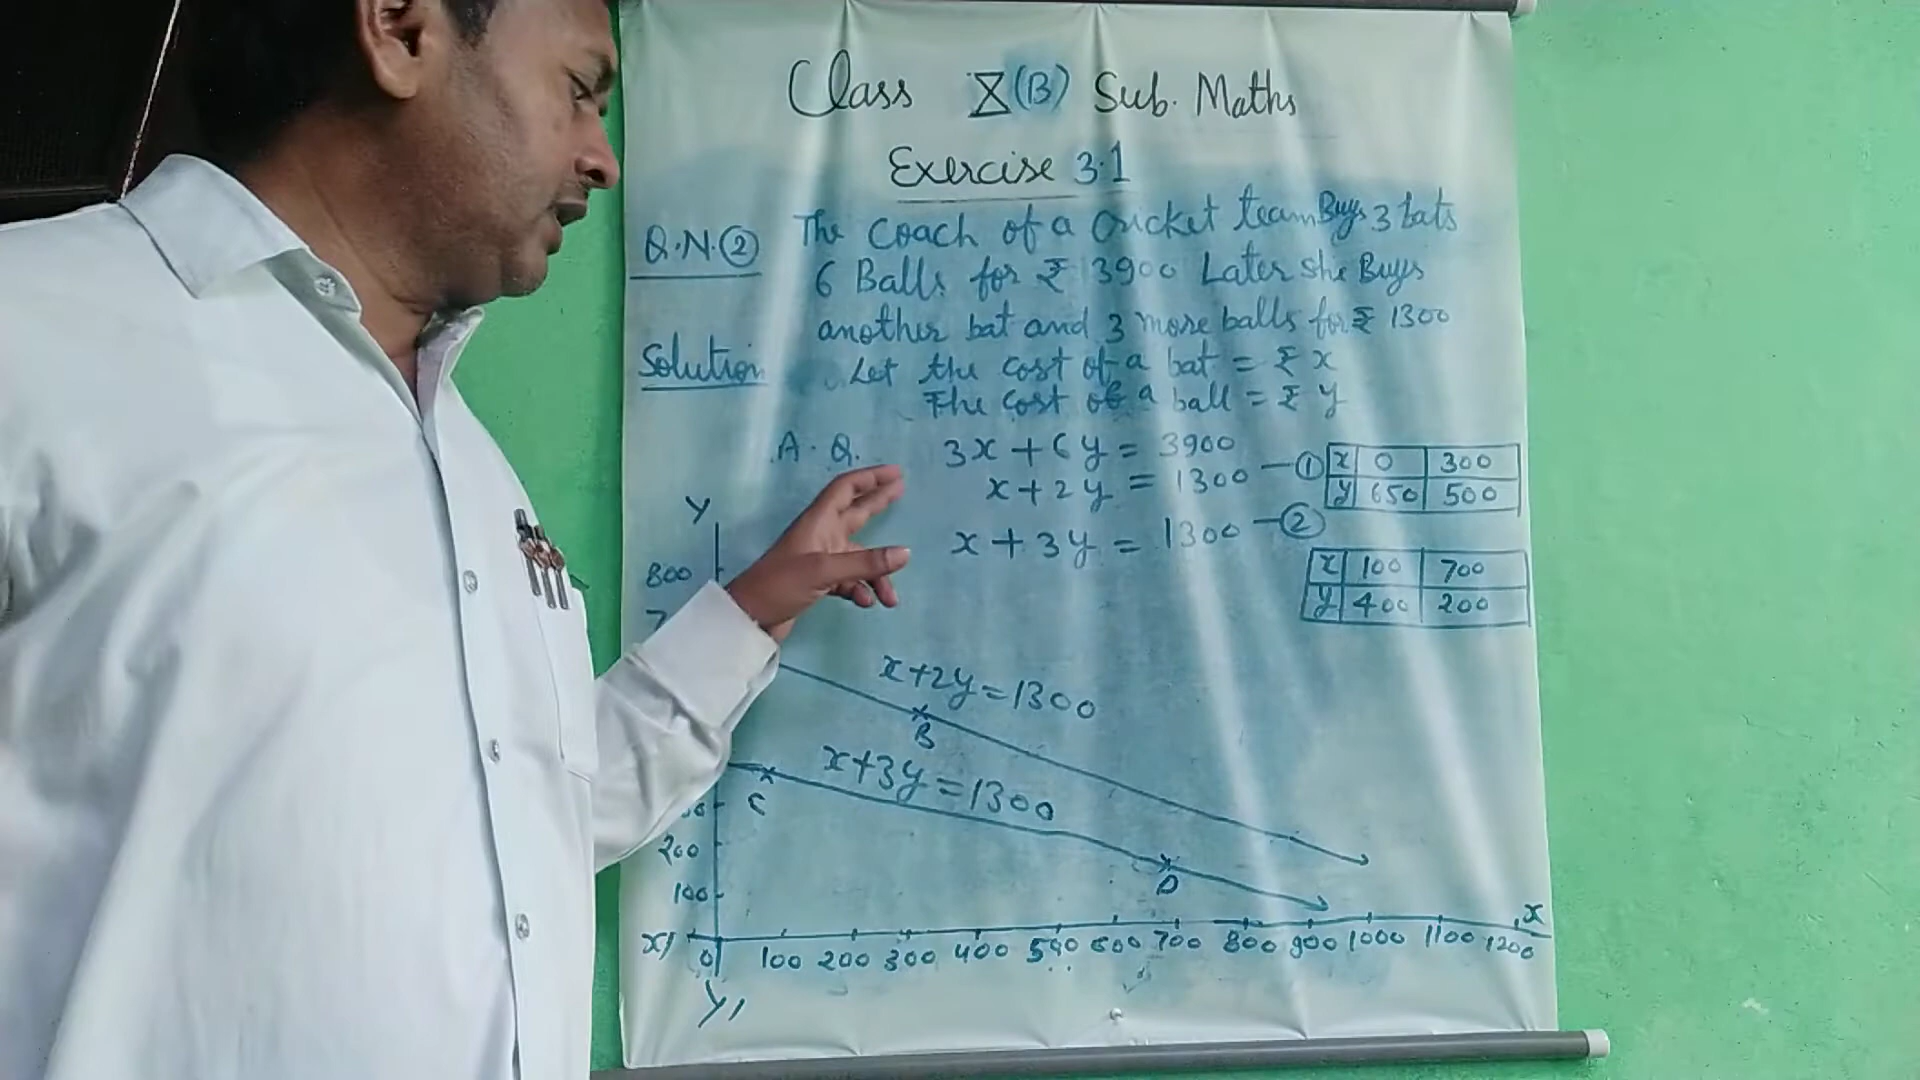 Class X (B) Sub. Maths
Exercise 3.1
Q.N. 2 The Coach of a Cricket team Buys 3 bats
6 Balls for ₹ 3900 Later she Buys
another bat and 3 more balls for ₹ 1300
Solution Let the cost of a bat = ₹ x
The cost of a ball = ₹ y
A. Q. 3x + 6y = 3900
x + 2y = 1300 — 1
x 0 300
y 650 500
x + 3y = 1300 — 2
x 100 700
y 400 200
Y
800
x+2y=1300
B
x+3y=1300
C
200
D
100
X' 0 100 200 300 400 500 600 700 800 900 1000 1100 1200 X
Y'